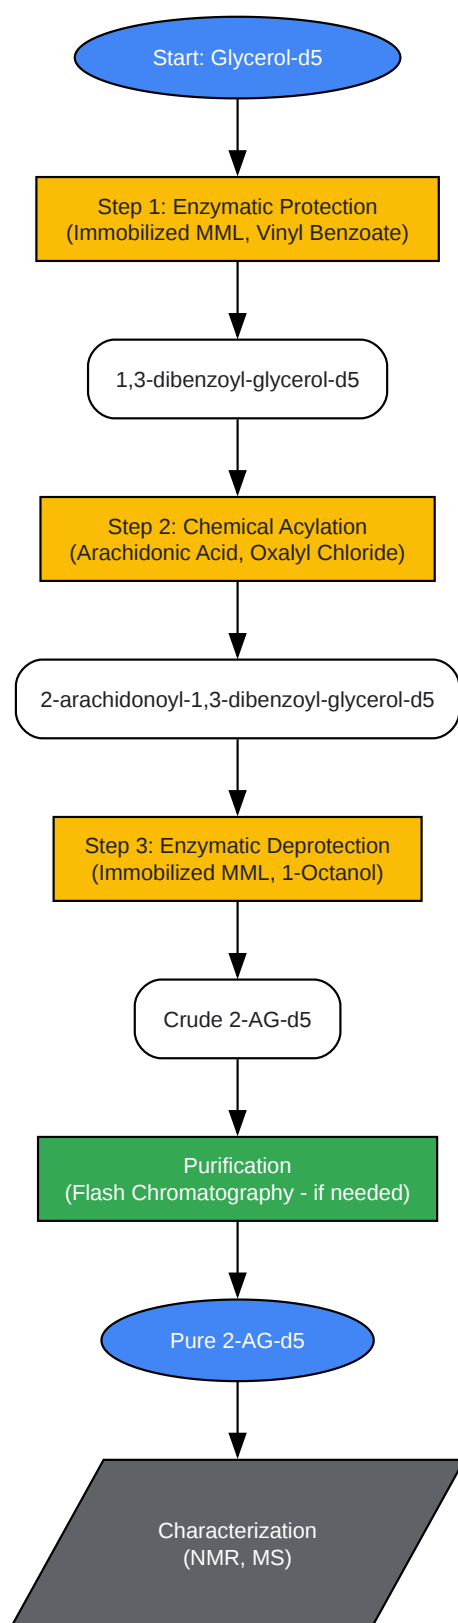 Start: Glycerol-d5
Step 1: Enzymatic Protection
(Immobilized MML, Vinyl Benzoate)
1,3-dibenzoyl-glycerol-d5
Step 2: Chemical Acylation
(Arachidonic Acid, Oxalyl Chloride)
2-arachidonoyl-1,3-dibenzoyl-glycerol-d5
Step 3: Enzymatic Deprotection
(Immobilized MML, 1-Octanol)
Crude 2-AG-d5
Purification
(Flash Chromatography - if needed)
Pure 2-AG-d5
Characterization
(NMR, MS)